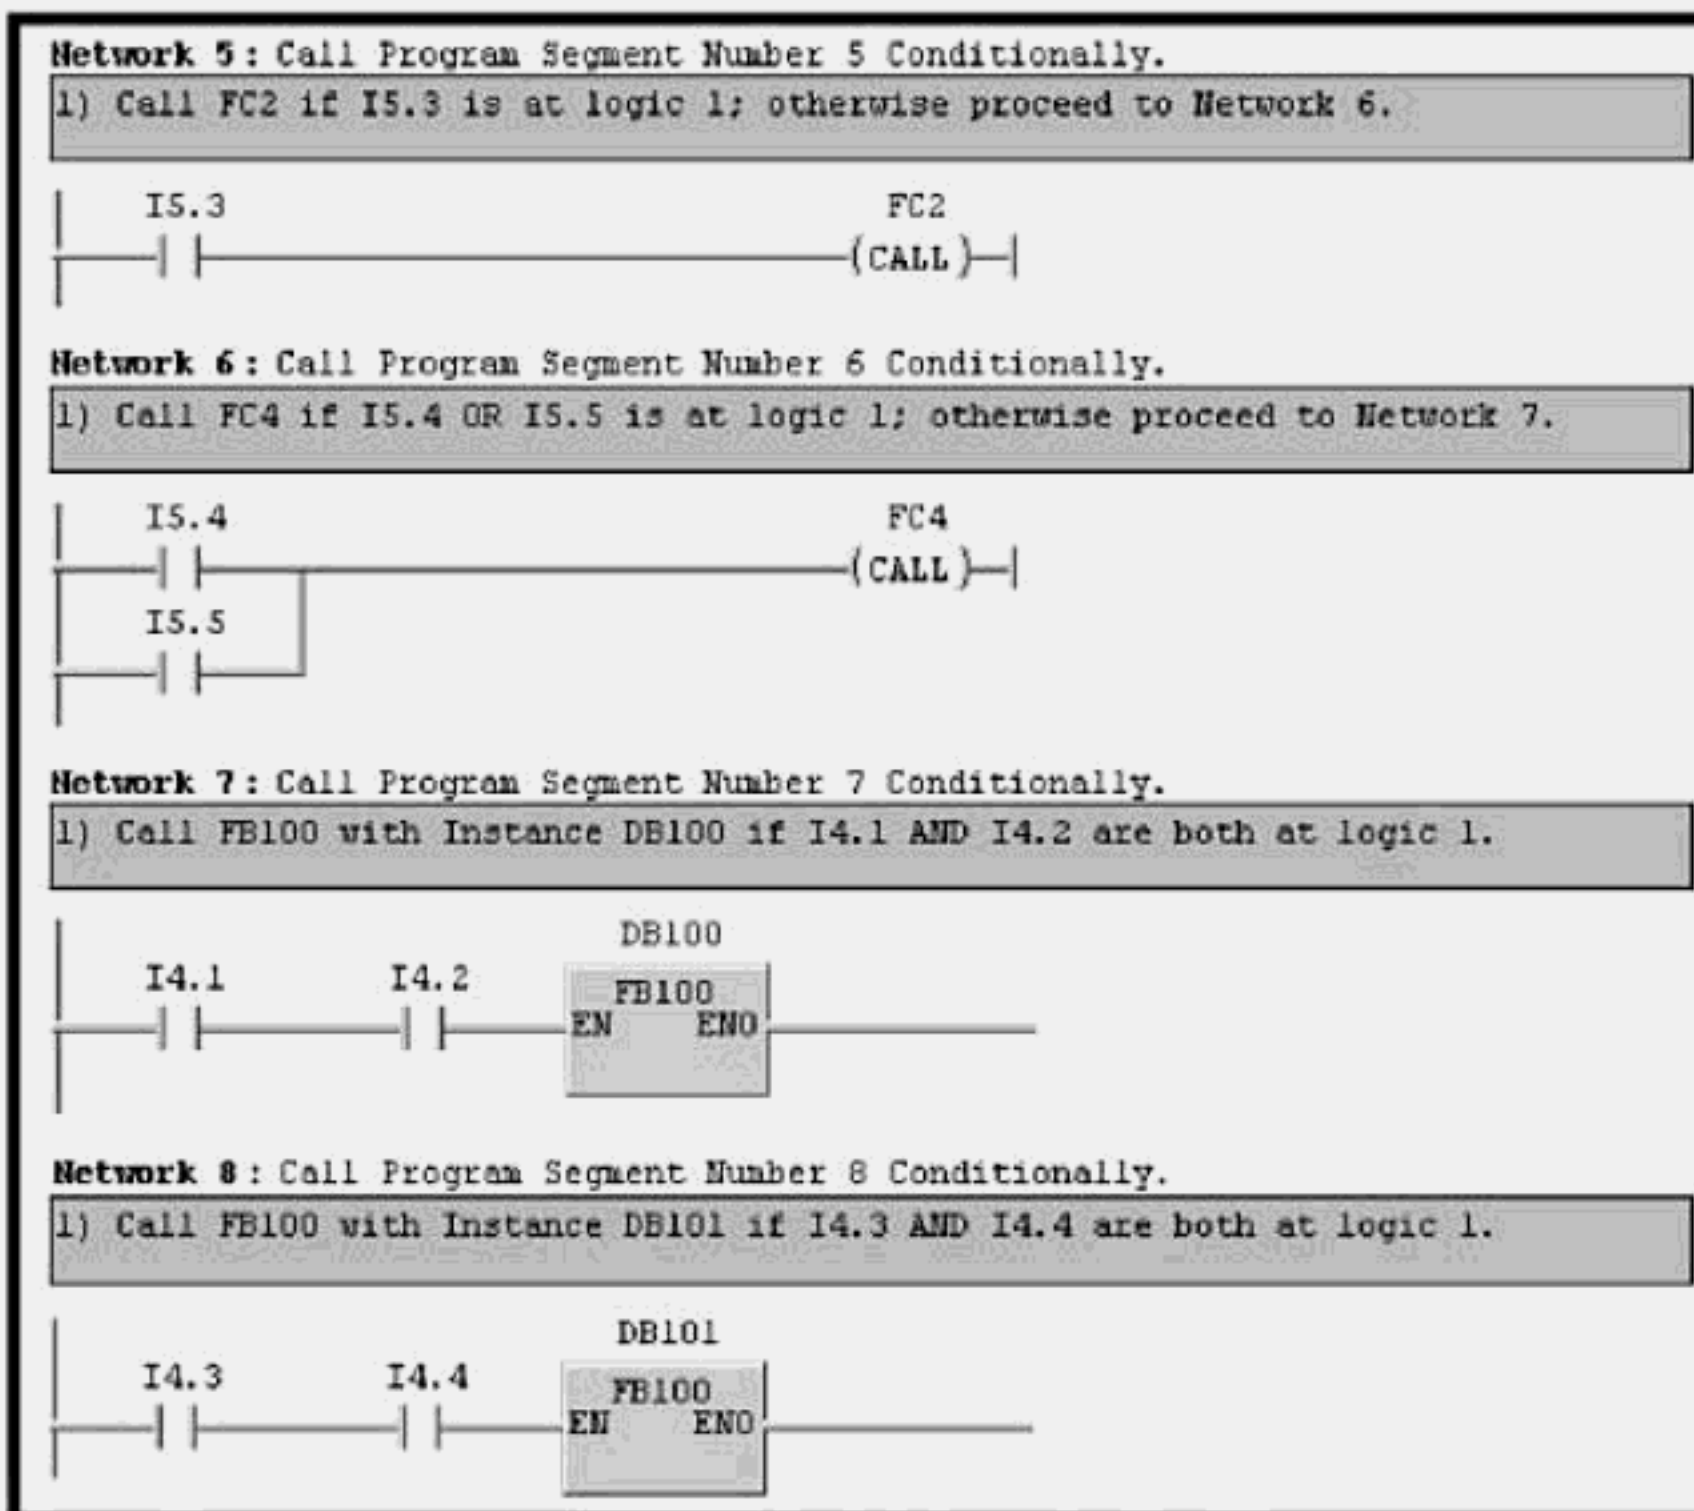 Network 5: Call Program Segment Number 5 Conditionally.
1) Call FC2 if I5.3 is at logic 1; otherwise proceed to Network 6.
I5.3 FC2
(CALL)
Network 6: Call Program Segment Number 6 Conditionally.
1) Call FC4 if I5.4 OR I5.5 is at logic 1; otherwise proceed to Network 7.
I5.4 FC4
(CALL)
I5.5
Network 7: Call Program Segment Number 7 Conditionally.
1) Call FB100 with Instance DB100 if I4.1 AND I4.2 are both at logic 1.
DB100
I4.1 I4.2 FB100
EN ENO
Network 8: Call Program Segment Number 8 Conditionally.
1) Call FB100 with Instance DB101 if I4.3 AND I4.4 are both at logic 1.
DB101
I4.3 I4.4 FB100
EN ENO